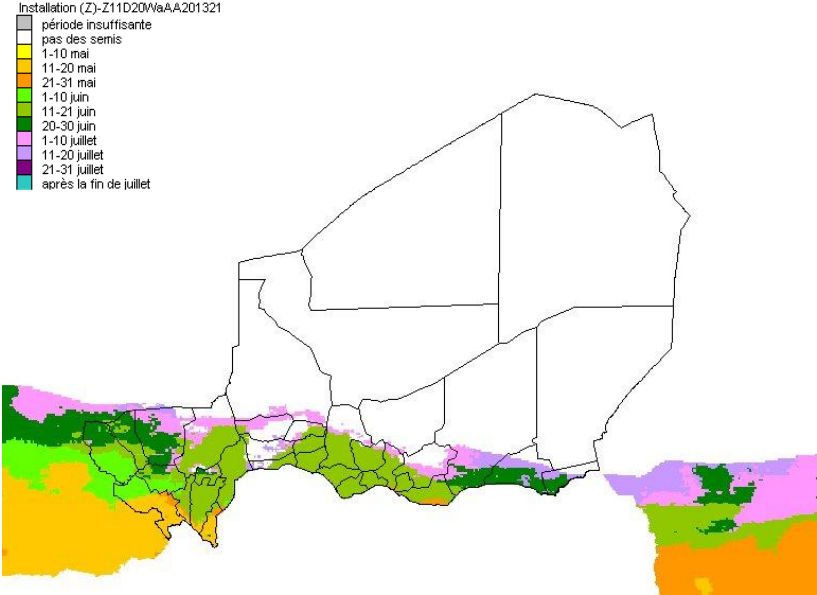 Installation (Z)-Z11D20WaAA201321
période insuffisante
pas des semis
1-10 mai
11-20 mai
21-31 mai
1-10 juin
11-21 juin
20-30 juin
1-10 juillet
11-20 juillet
21-31 juillet
après la fin de juillet